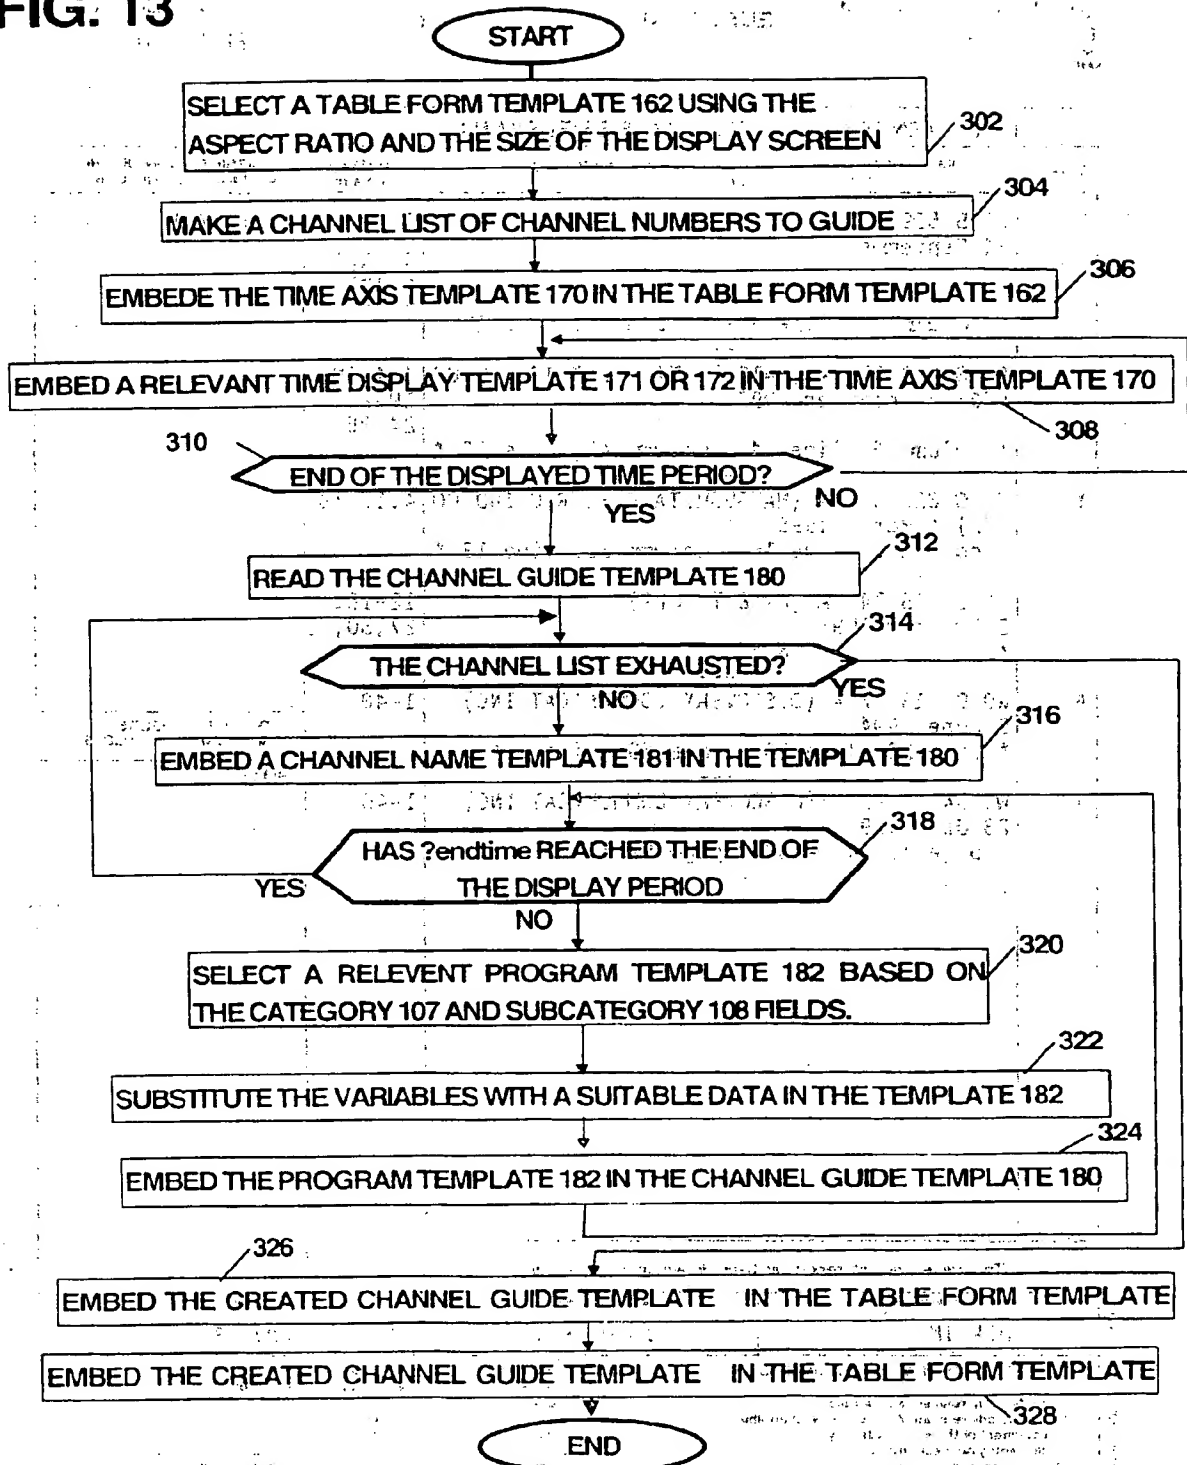 FIG. 13
START
SELECT A TABLE FORM TEMPLATE 162 USING THE
ASPECT RATIO AND THE SIZE OF THE DISPLAY SCREEN
302
304
MAKE A CHANNEL LIST OF CHANNEL NUMBERS TO GUIDE
306
EMBEDE THE TIME AXIS TEMPLATE 170 IN THE TABLE FORM TEMPLATE 162
EMBED A RELEVANT TIME DISPLAY TEMPLATE 171 OR 172 IN THE TIME AXIS TEMPLATE 170
308
310
END OF THE DISPLAYED TIME PERIOD?
NO
YES
312
READ THE CHANNEL GUIDE TEMPLATE 180
314
THE CHANNEL LIST EXHAUSTED?
YES
NO
316
EMBED A CHANNEL NAME TEMPLATE 181 IN THE TEMPLATE 180
318
HAS ?endtime REACHED THE END OF
THE DISPLAY PERIOD
YES
NO
320
SELECT A RELEVENT PROGRAM TEMPLATE 182 BASED ON
THE CATEGORY 107 AND SUBCATEGORY 108 FIELDS.
322
SUBSTITUTE THE VARIABLES WITH A SUITABLE DATA IN THE TEMPLATE 182
324
EMBED THE PROGRAM TEMPLATE 182 IN THE CHANNEL GUIDE TEMPLATE 180
326
EMBED THE CREATED CHANNEL GUIDE TEMPLATE IN THE TABLE FORM TEMPLATE
EMBED THE CREATED CHANNEL GUIDE TEMPLATE IN THE TABLE FORM TEMPLATE
328
END